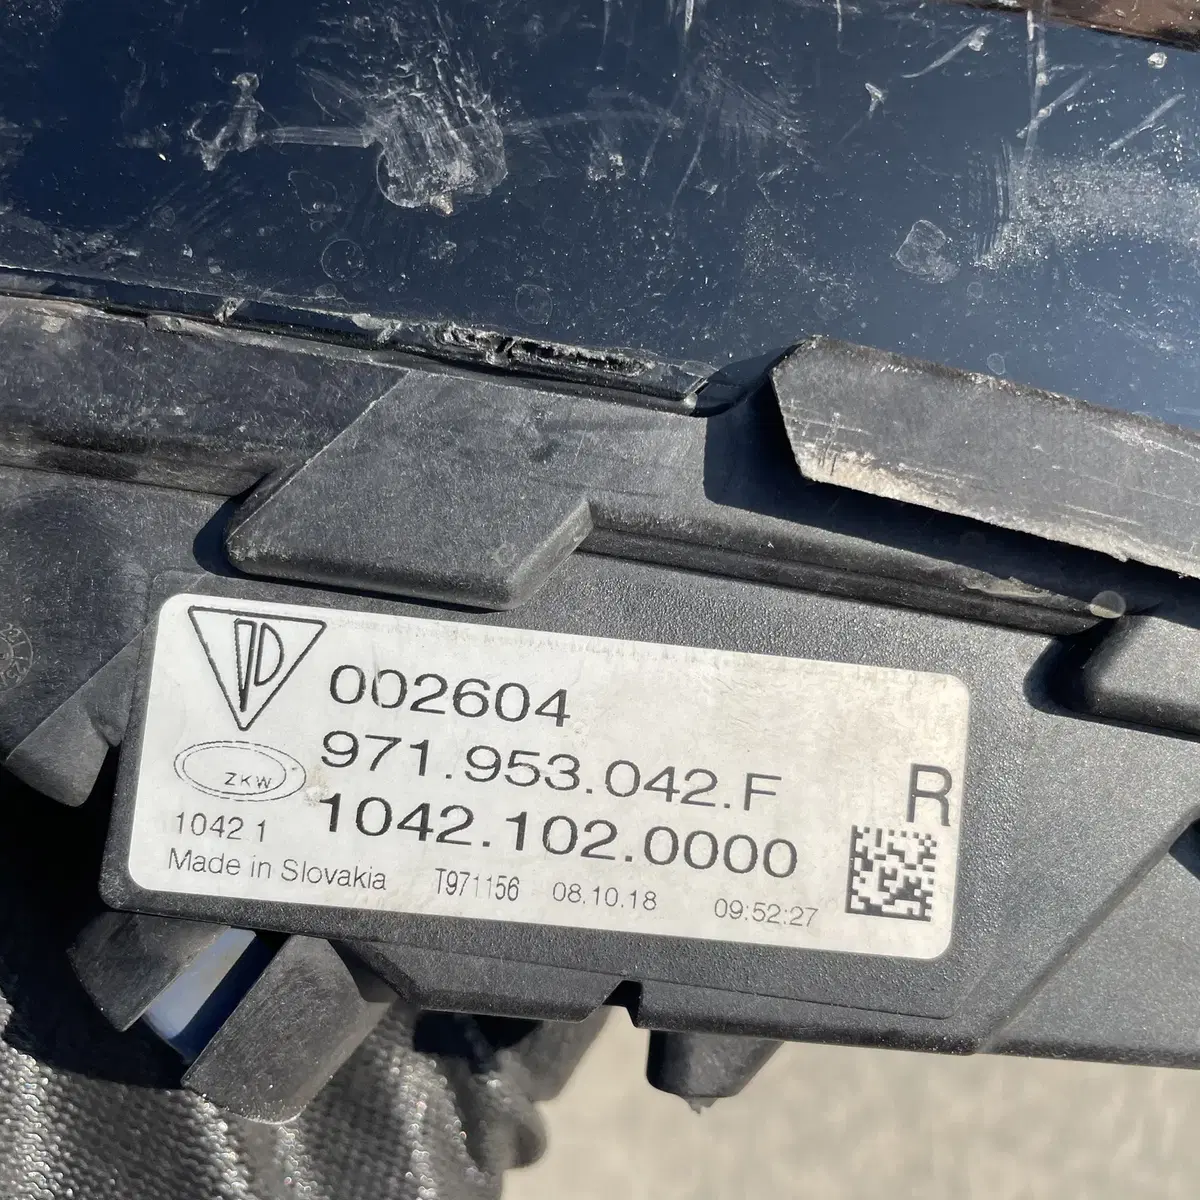 002604
971.953.042.F
R
ZKW
1042.102.0000
1042 1
Made in Slovakia T971156 08.10.18 09:52:27